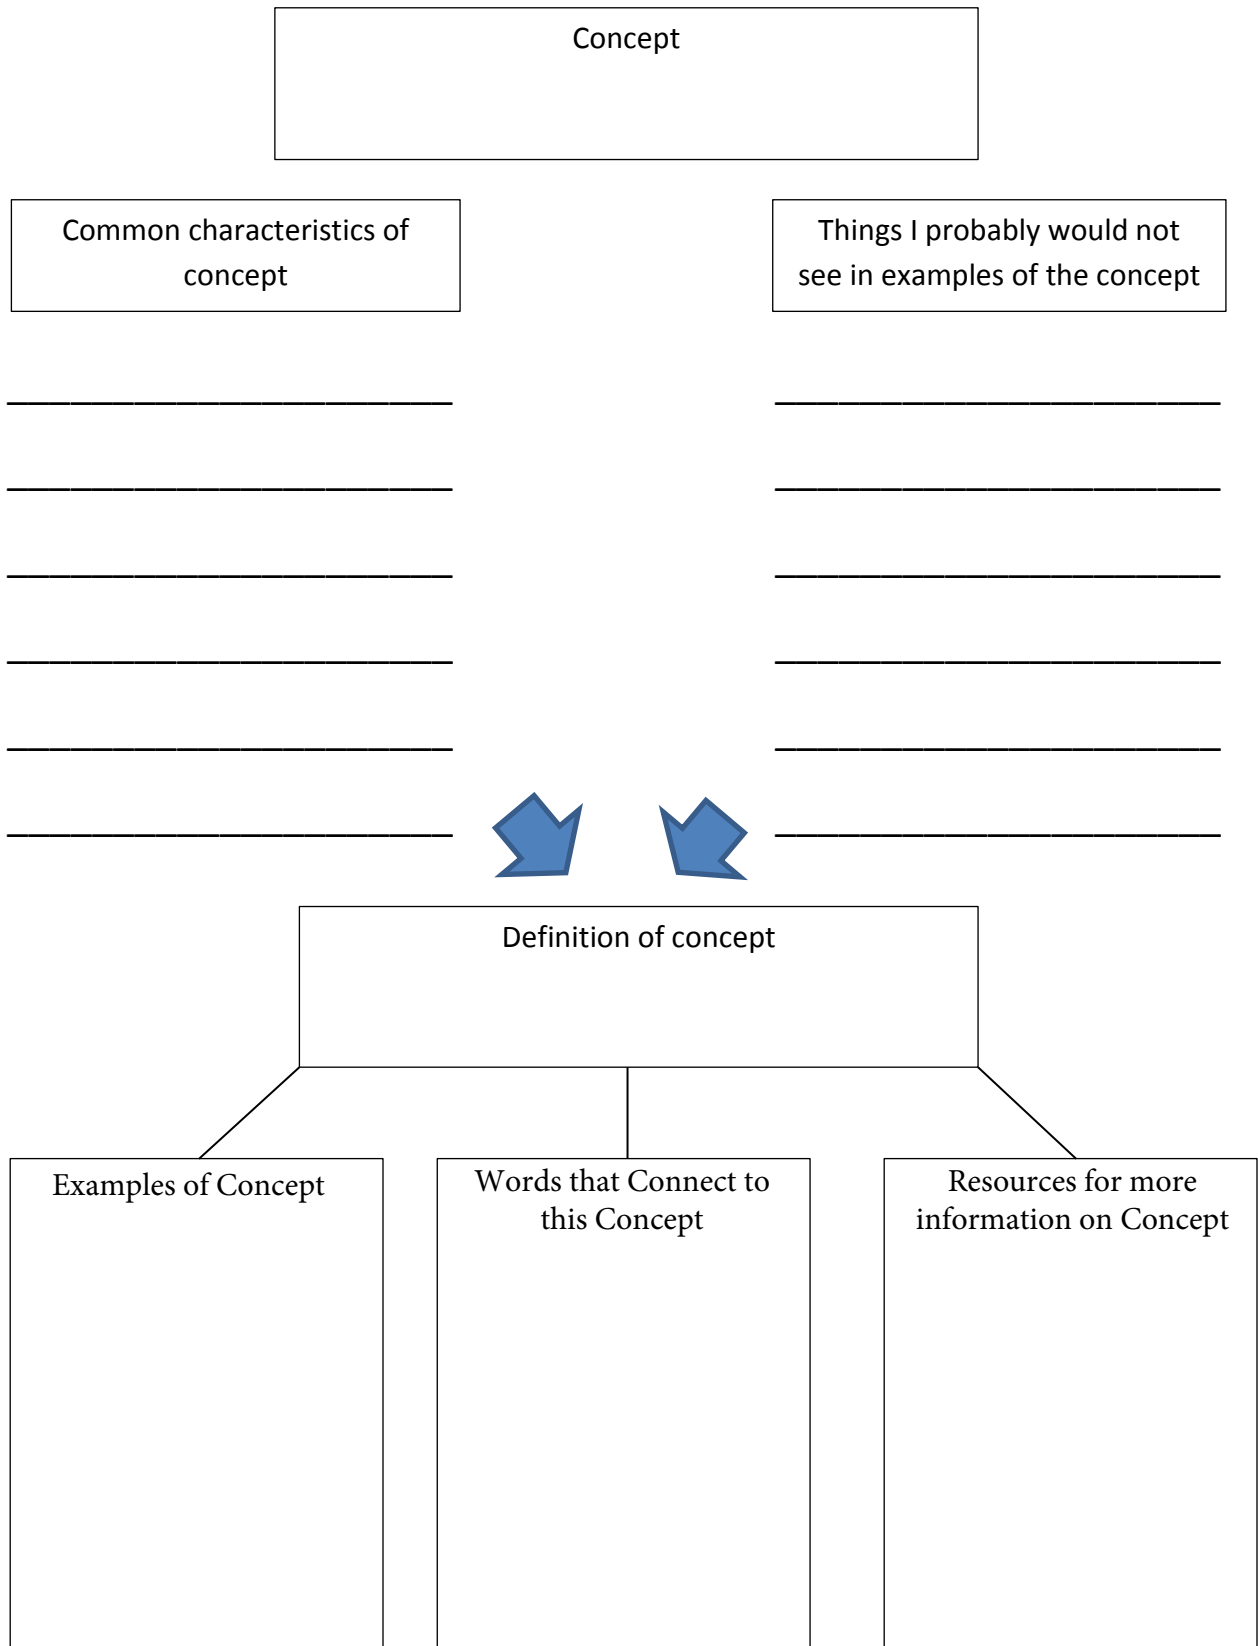 Concept
Common characteristics of
concept
Things I probably would not
see in examples of the concept
Definition of concept
Examples of Concept
Words that Connect to
this Concept
Resources for more
information on Concept